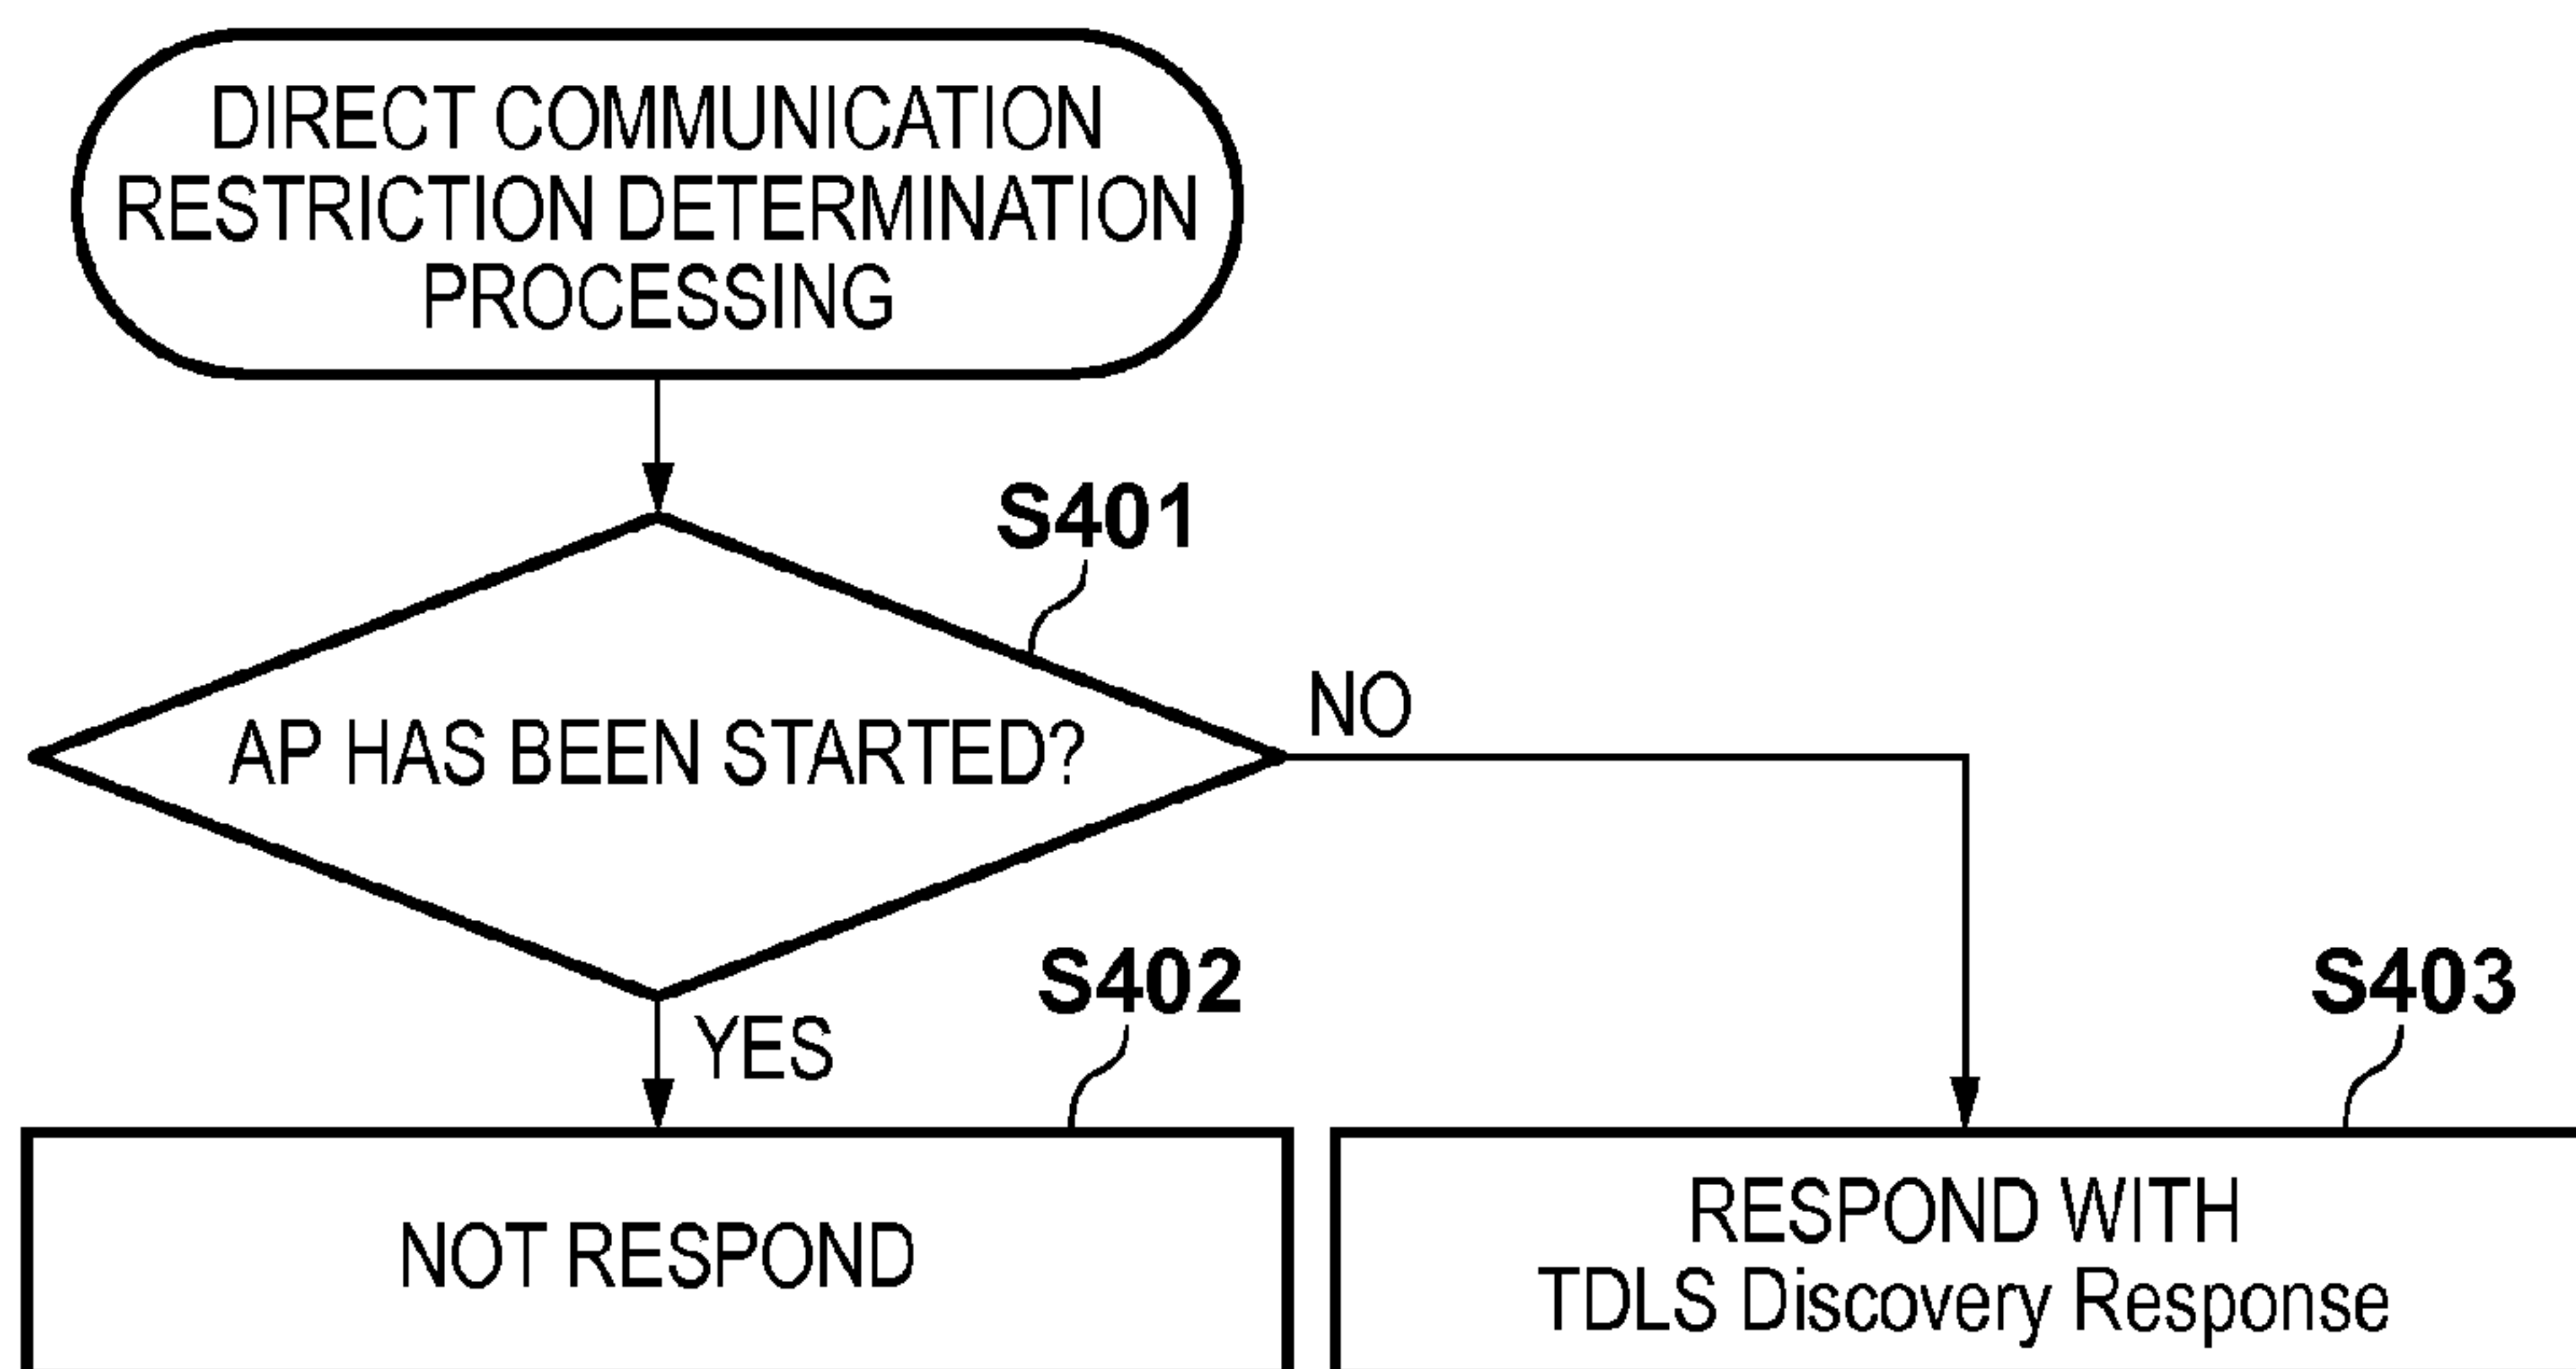 DIRECT COMMUNICATION
RESTRICTION DETERMINATION
PROCESSING
S401
AP HAS BEEN STARTED?
NO
YES
S402
S403
NOT RESPOND
RESPOND WITH
TDLS Discovery Response